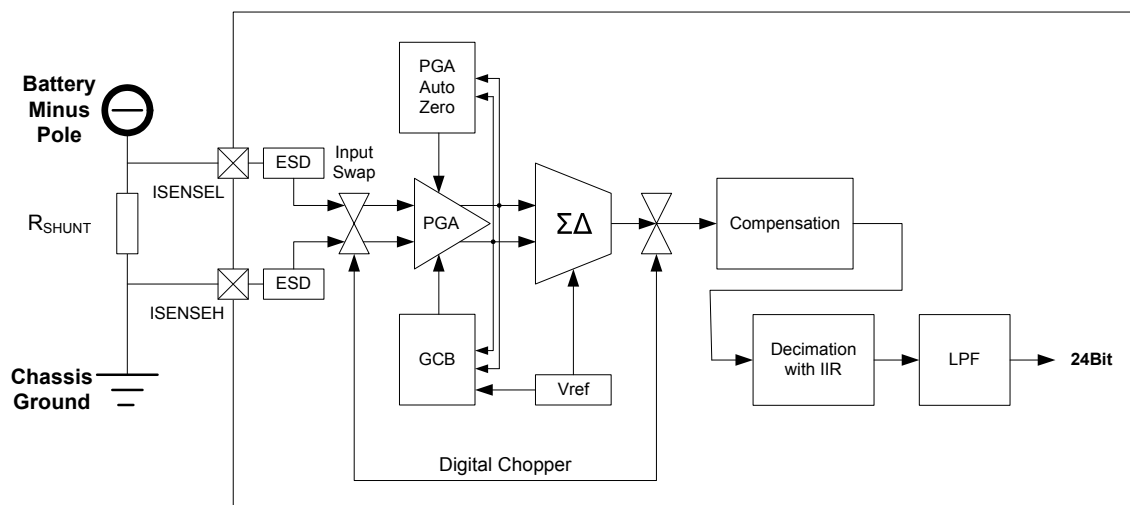 Battery
Minus
Pole
ISENSEL
RSHUNT
ISENSEH
Chassis
Ground
ESD
ESD
Input
Swap
PGA
Auto
Zero
PGA
GCB
ΣΔ
Vref
Digital Chopper
Compensation
Decimation
with IIR
LPF
24Bit